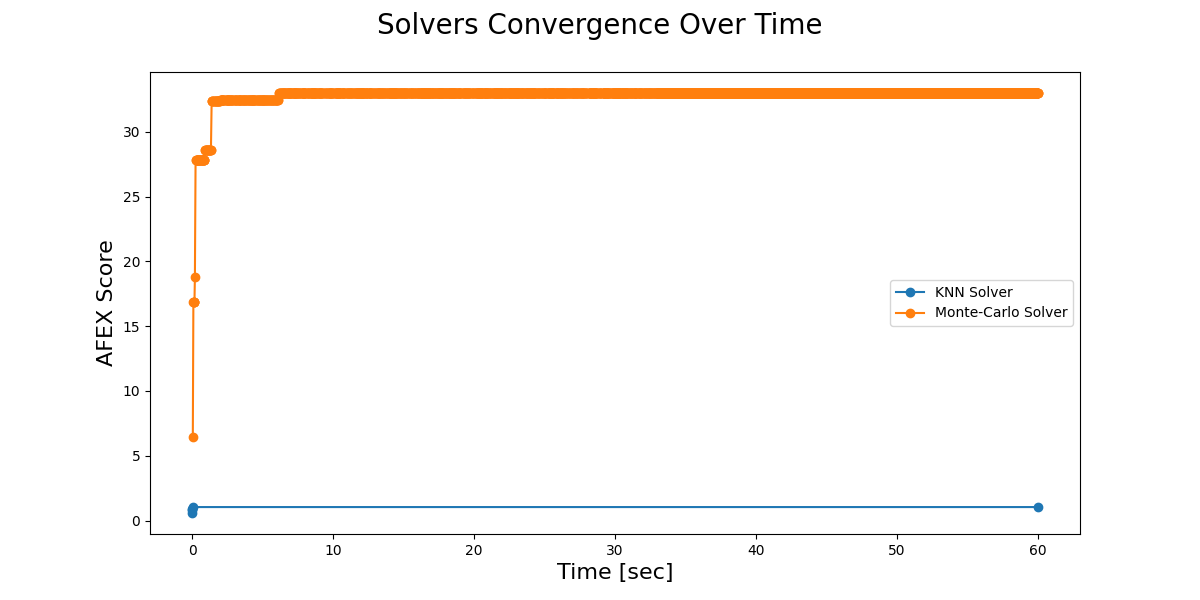 Solvers Convergence Over Time
AFEX Score
30
25
20
15
10
5
0
KNN Solver
Monte-Carlo Solver
0 10 20 30 40 50 60
Time [sec]